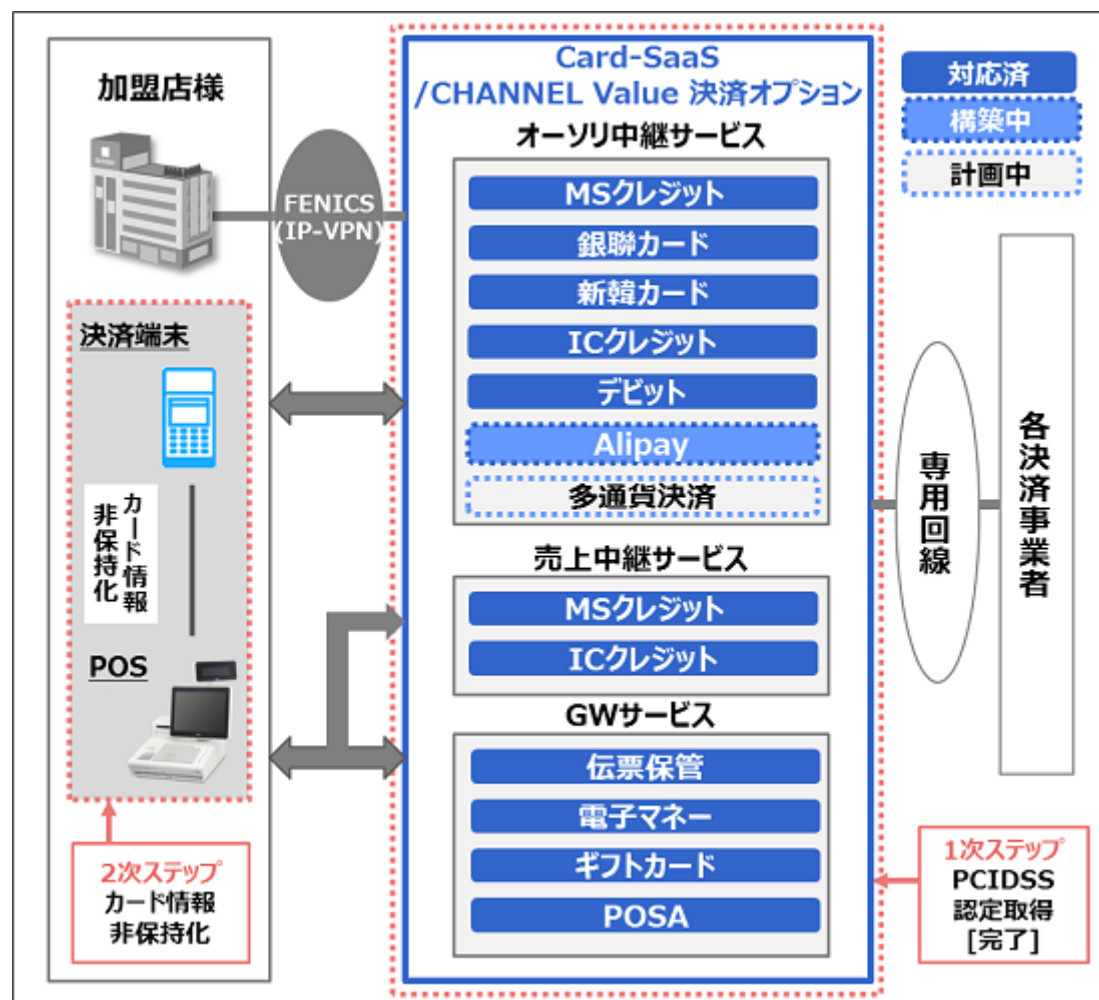 加盟店様
FENICS
(IP-VPN)
決済端末
カード情報
非保持化
POS
2次ステップ
カード情報
非保持化
Card-SaaS
/CHANNEL Value 決済オプション
オーソリ中継サービス
MSクレジット
銀聯カード
新韓カード
ICクレジット
デビット
Alipay
多通貨決済
売上中継サービス
MSクレジット
ICクレジット
GWサービス
伝票保管
電子マネー
ギフトカード
POSA
対応済
構築中
計画中
専用回線
各決済事業者
1次ステップ
PCIDSS
認定取得
[完了]